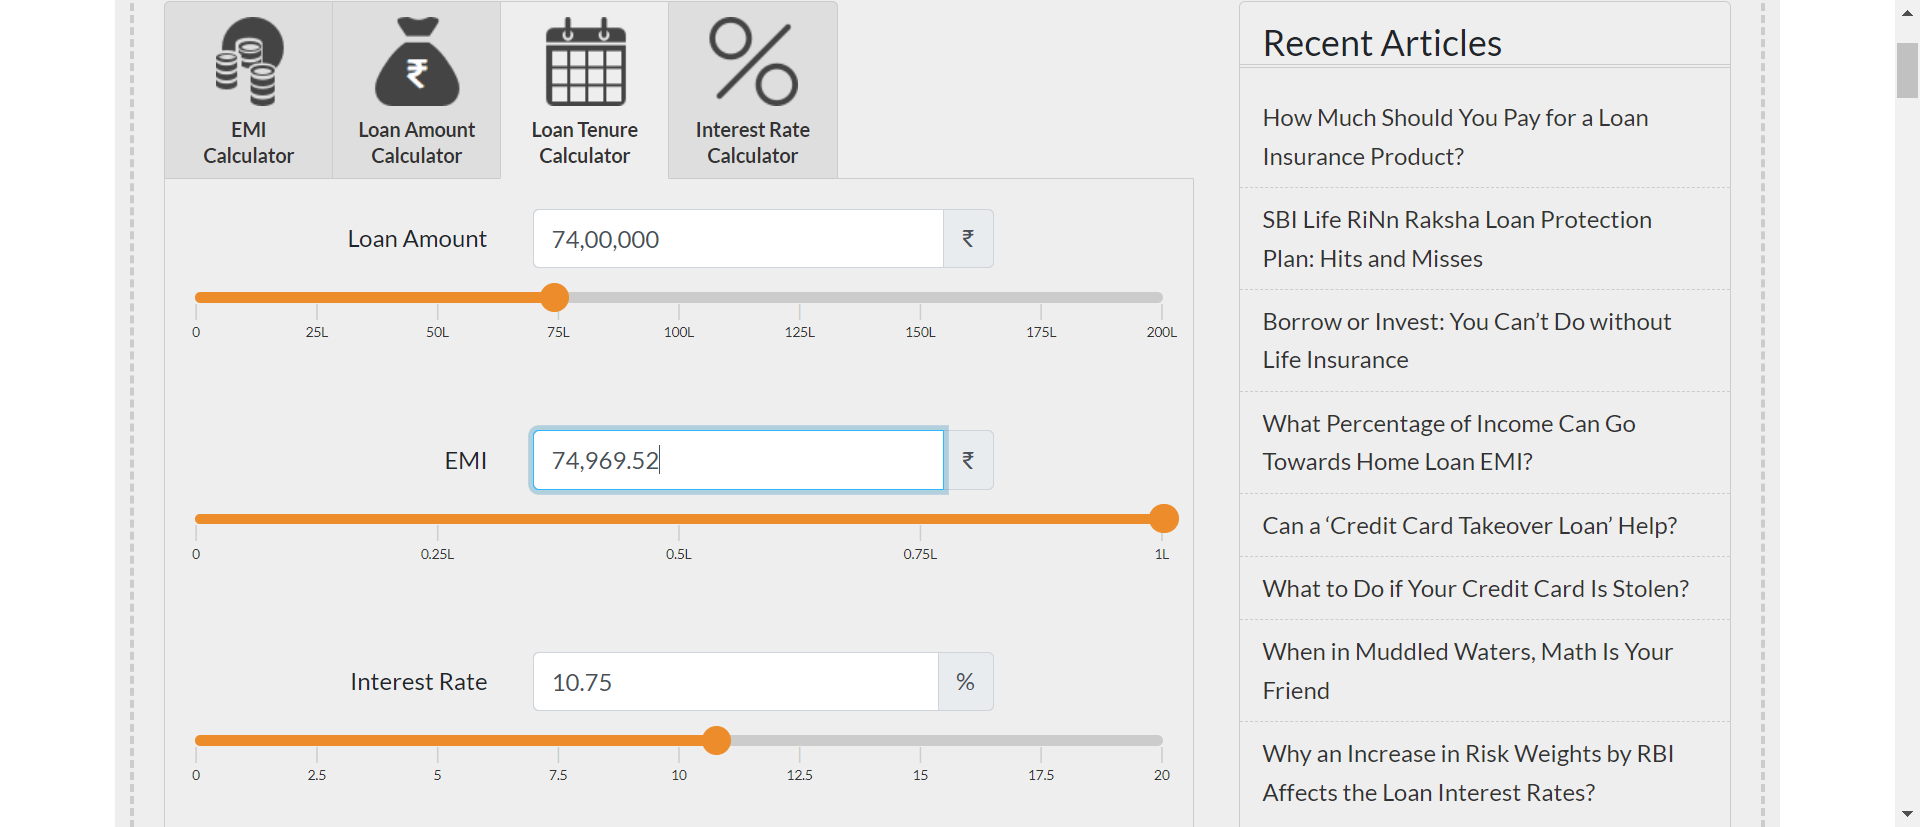 EMI
Calculator
Loan Amount
Calculator
Loan Tenure
Calculator
Interest Rate
Calculator
Loan Amount
74,00,000
₹
0 25L 50L 75L 100L 125L 150L 175L 200L
EMI
74,969.52
₹
0 0.25L 0.5L 0.75L 1L
Interest Rate
10.75
%
0 2.5 5 7.5 10 12.5 15 17.5 20
Recent Articles
How Much Should You Pay for a Loan
Insurance Product?
SBI Life RiNn Raksha Loan Protection
Plan: Hits and Misses
Borrow or Invest: You Can’t Do without
Life Insurance
What Percentage of Income Can Go
Towards Home Loan EMI?
Can a ‘Credit Card Takeover Loan’ Help?
What to Do if Your Credit Card Is Stolen?
When in Muddled Waters, Math Is Your
Friend
Why an Increase in Risk Weights by RBI
Affects the Loan Interest Rates?